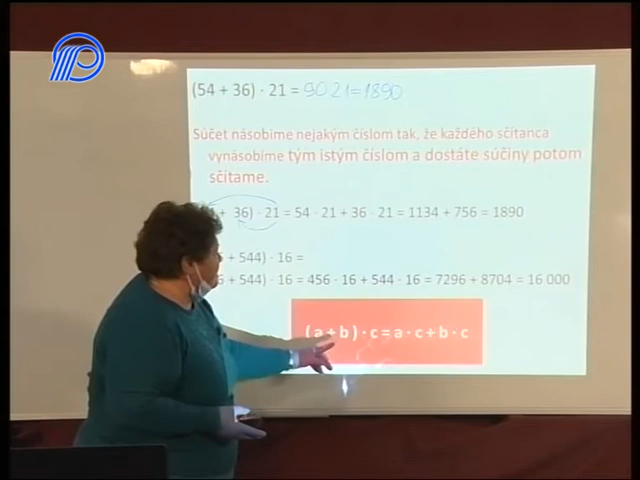 (54 + 36) · 21 = 90 21 = 1890
Súčet násobíme nejakým číslom tak, že každého sčítanca
vynásobíme tým istým číslom a dostáte súčiny potom
sčítame.
+ 36) · 21 = 54 · 21 + 36 · 21 = 1134 + 756 = 1890
+ 544) · 16 =
6 + 544) · 16 = 456 · 16 + 544 · 16 = 7296 + 8704 = 16 000
(a+b)·c=a·c+b·c